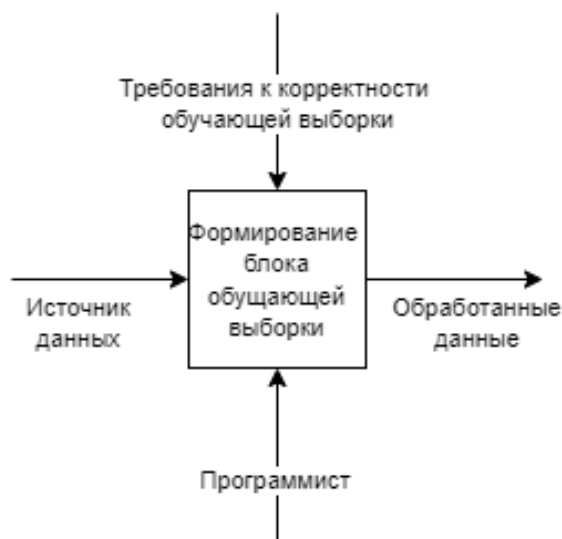 Требования к корректности
обучающей выборки
Формирование
блока
обущающей
выборки
Источник
данных
Обработанные
данные
Программист